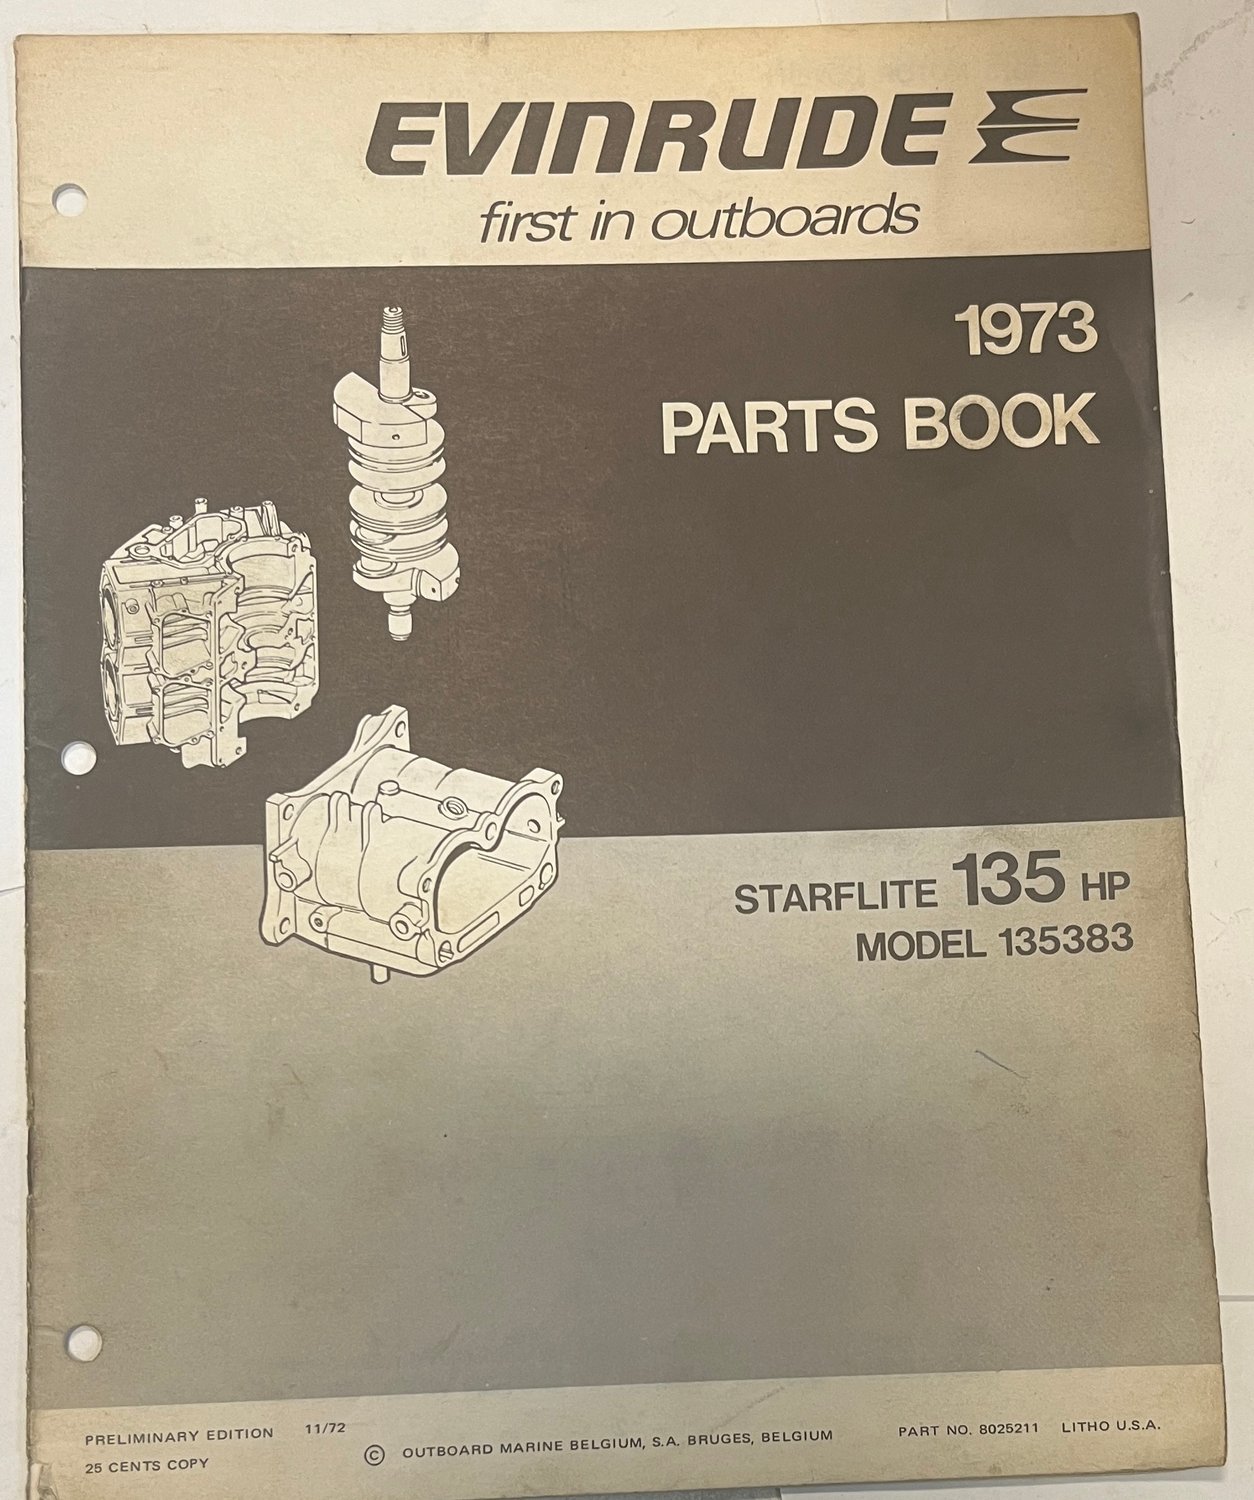 EVINRUDE
first in outboards
1973
PARTS BOOK
STARFLITE 135 HP
MODEL 135383
PRELIMINARY EDITION 11/72
25 CENTS COPY
© OUTBOARD MARINE BELGIUM, S.A. BRUGES, BELGIUM
PART NO. 8025211 LITHO U.S.A.